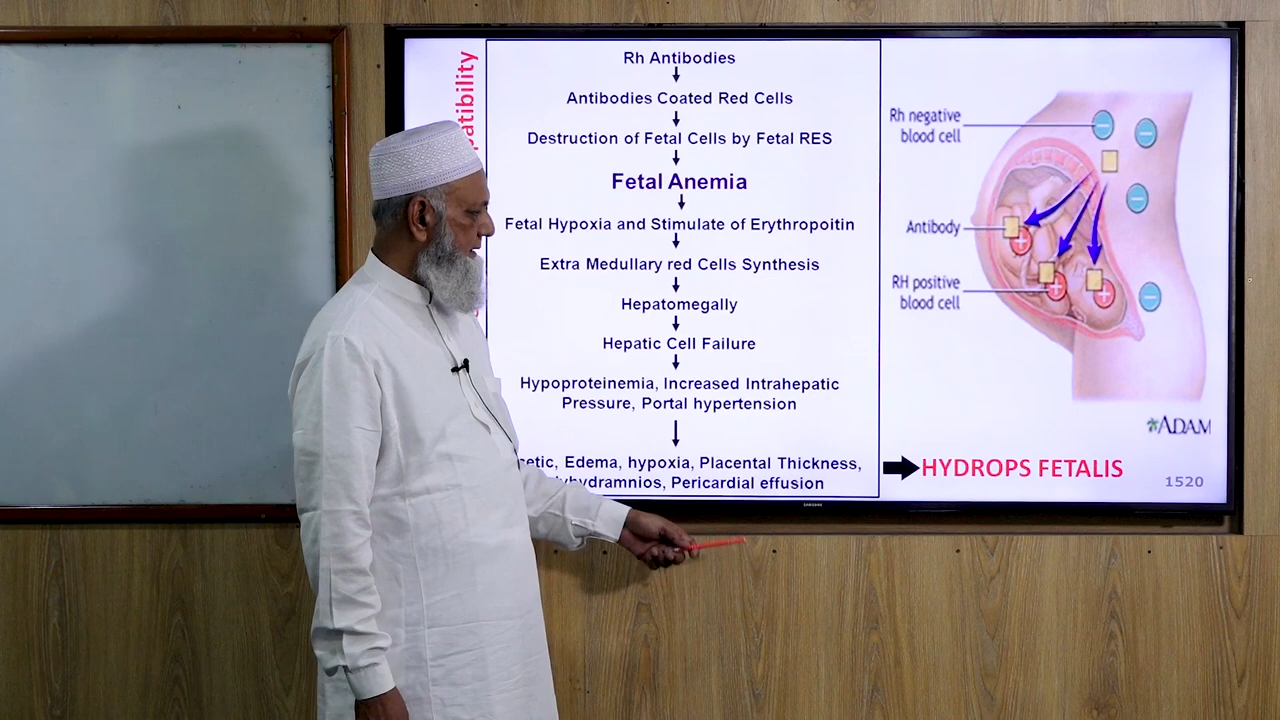 Rh Antibodies
Antibodies Coated Red Cells
Destruction of Fetal Cells by Fetal RES
Fetal Anemia
Fetal Hypoxia and Stimulate of Erythropoitin
Extra Medullary red Cells Synthesis
Hepatomegally
Hepatic Cell Failure
Hypoproteinemia, Increased Intrahepatic
Pressure, Portal hypertension
Edema, hypoxia, Placental Thickness,
Pericardial effusion
HYDROPS FETALIS
1520
Rh negative
blood cell
Antibody
RH positive
blood cell
ADAM
SAMSUNG